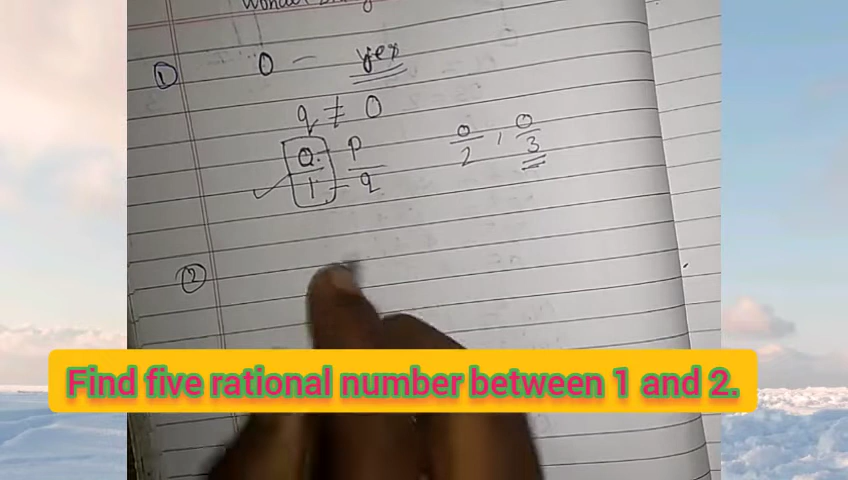 Wonder
① 0 - yes
q ≠ 0
0/1 p/q 0/2, 0/3
②
Find five rational number between 1 and 2.